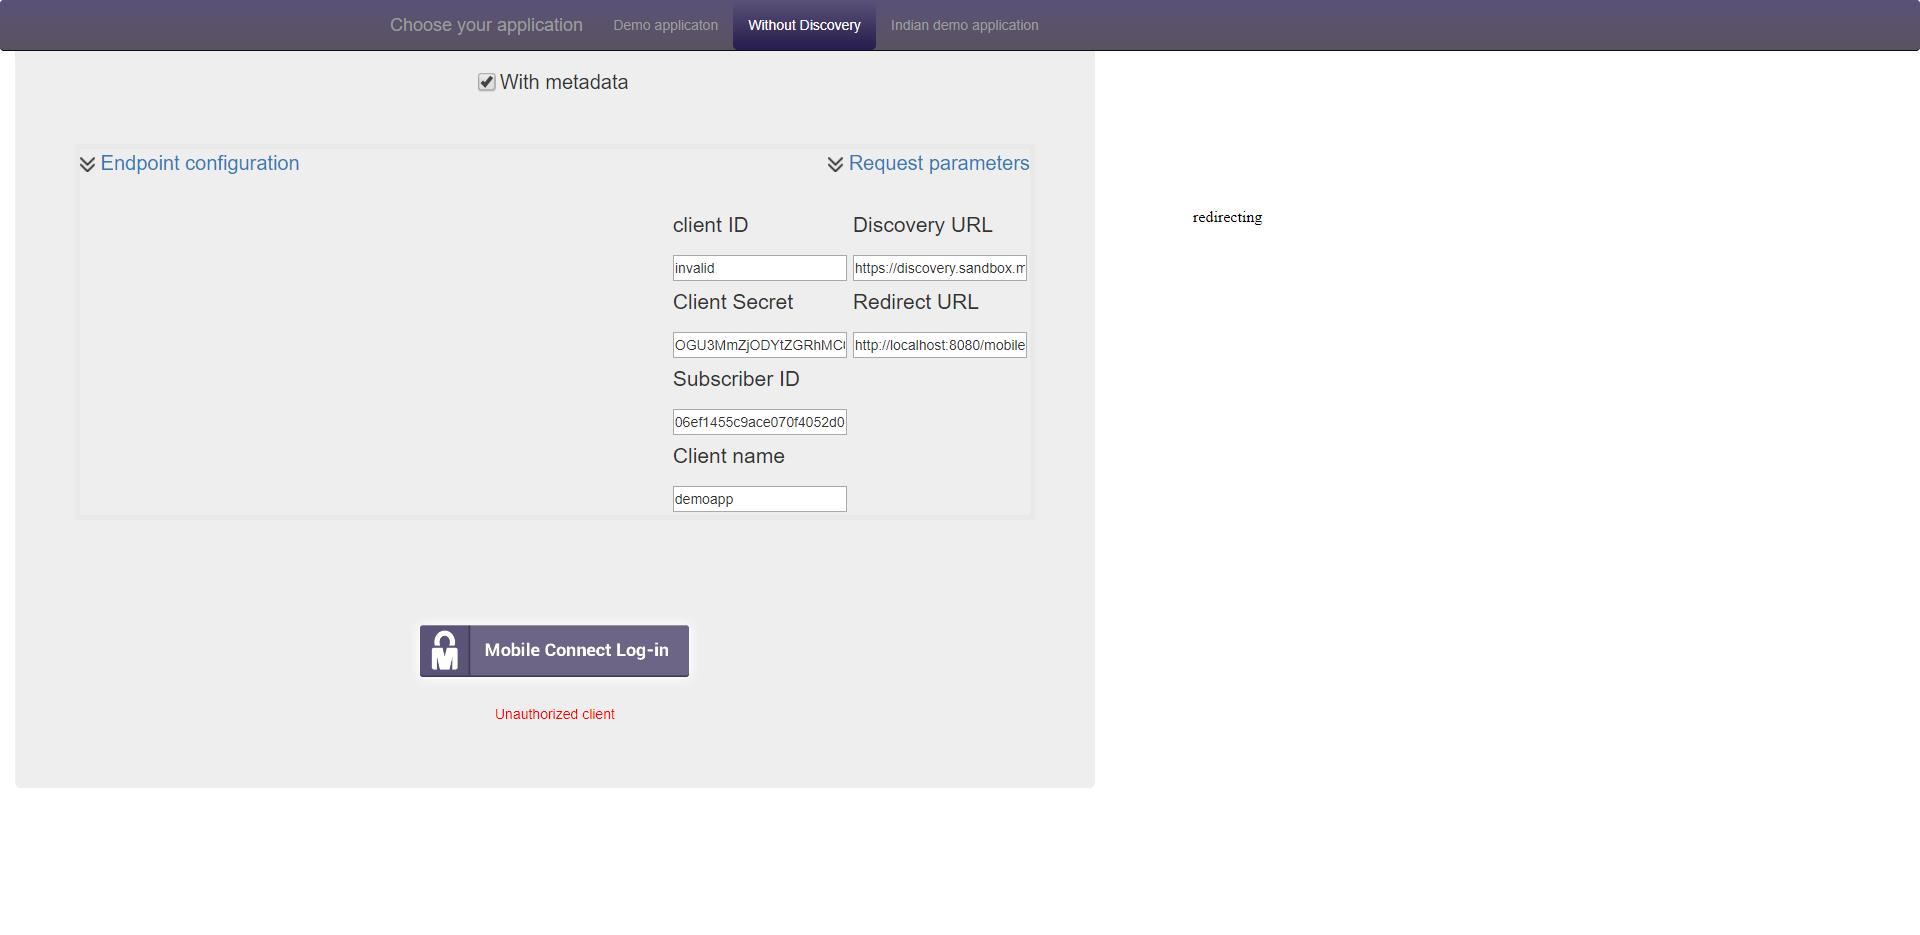 Choose your application Demo applicaton Without Discovery Indian demo application
With metadata
Endpoint configuration Request parameters
client ID Discovery URL
invalid https://discovery.sandbox.m
redirecting
Client Secret Redirect URL
OGU3MmZjODYtZGRhMC http://localhost:8080/mobile
Subscriber ID
06ef1455c9ace070f4052d0
Client name
demoapp
Mobile Connect Log-in
Unauthorized client